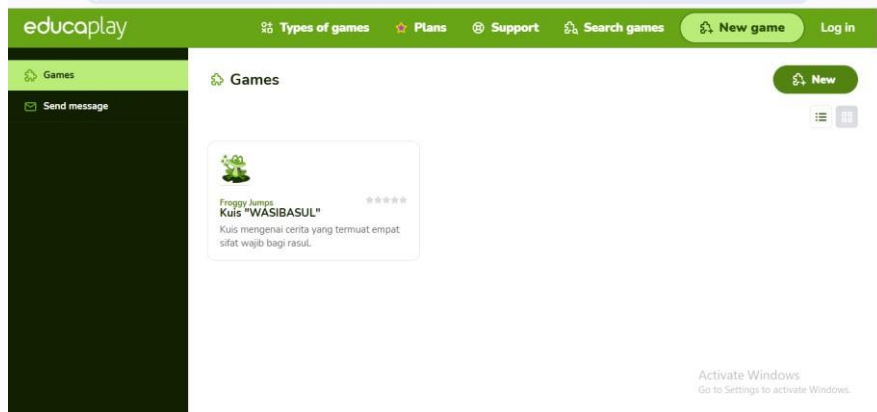 educaplay Types of games Plans Support Search games New game Log in
Games
Send message
Games
New
Froggy Jumps
Kuis "WASIBASUL"
Kuis mengenai cerita yang termuat empat
sifat wajib bagi rasul.
Activate Windows
Go to Settings to activate Windows.